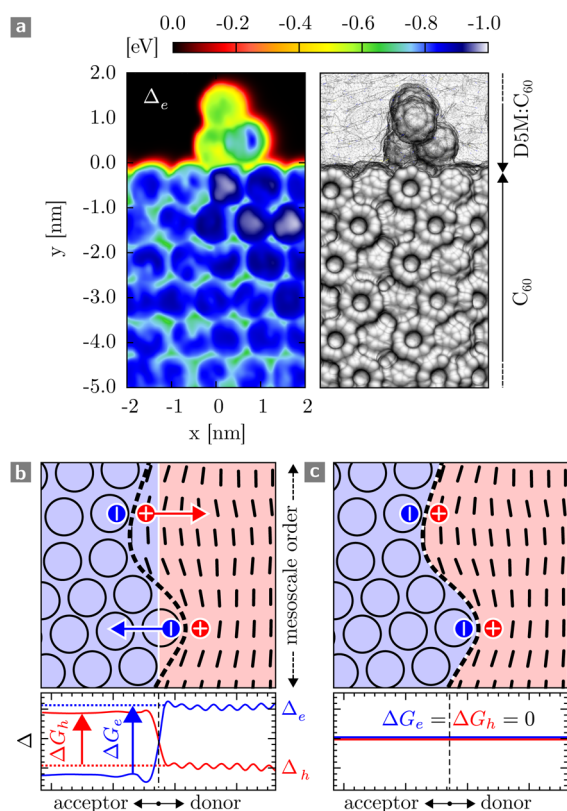 a
[eV]
0.0 -0.2 -0.4 -0.6 -0.8 -1.0
Δe
y [nm]
2.0
1.0
0.0
-1.0
-2.0
-3.0
-4.0
-5.0
-2 -1 0 1 2
x [nm]
D5M:C60
C60
b
mesoscale order
Δ
ΔGh
ΔGe
Δe
Δh
acceptor donor
c
ΔGe = ΔGh = 0
acceptor donor